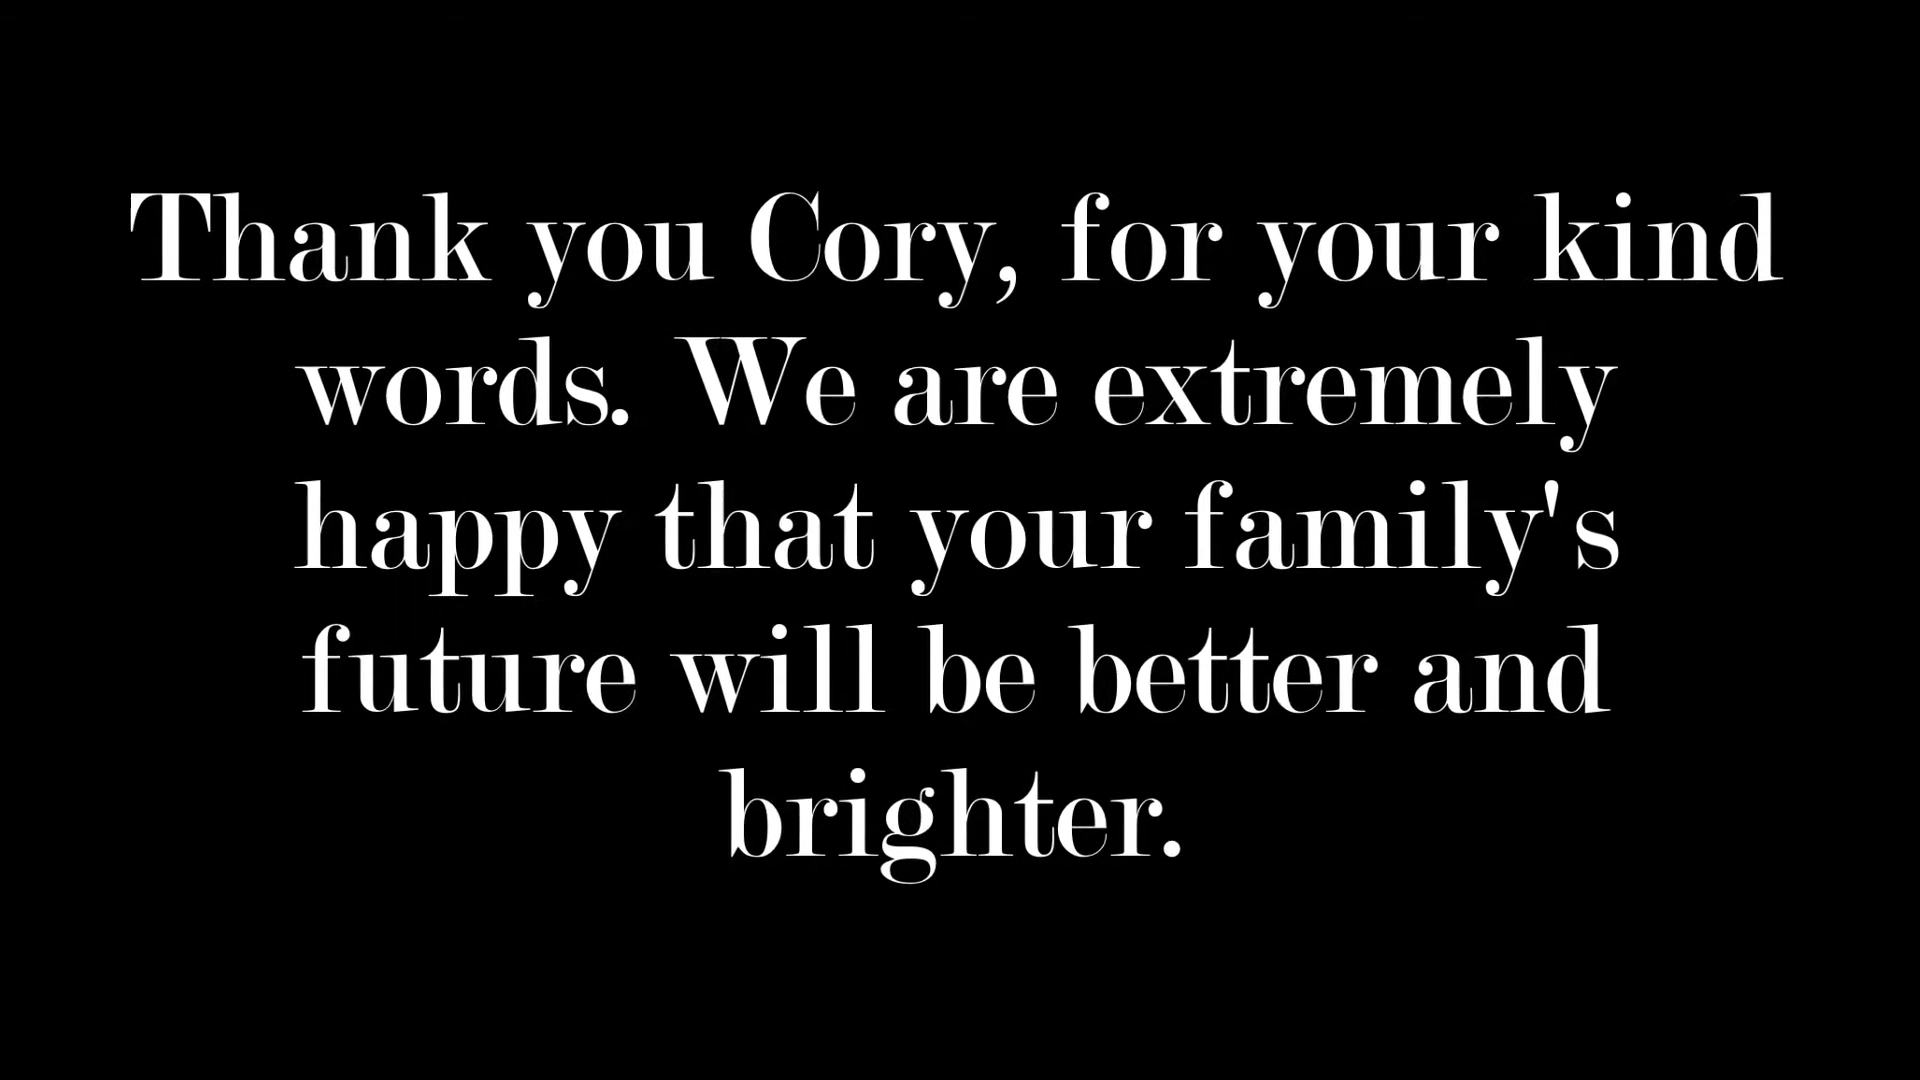 Thank you Cory, for your kind
words. We are extremely
happy that your family's
future will be better and
brighter.